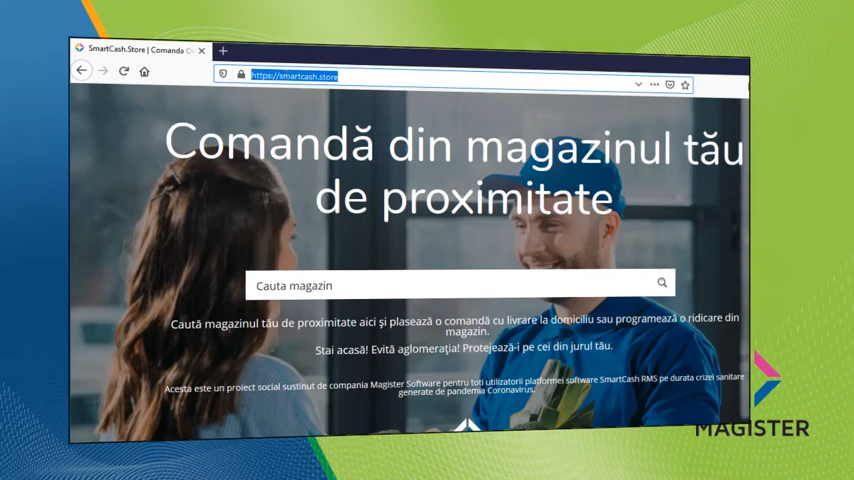 SmartCash.Store | Comanda O
https://smartcash.store
Comandă din magazinul tău
de proximitate
Cauta magazin
Caută magazinul tău de proximitate aici și plasează o comandă cu livrare la domiciliu sau programează o ridicare din
magazin.
Stai acasă! Evită aglomerația! Protejează-i pe cei din jurul tău.
Acesta este un proiect social sustinut de compania Magister Software pentru toti utilizatorii platformei software SmartCash RMS pe durata crizei sanitare
generate de pandemia Coronavirus.
MAGISTER